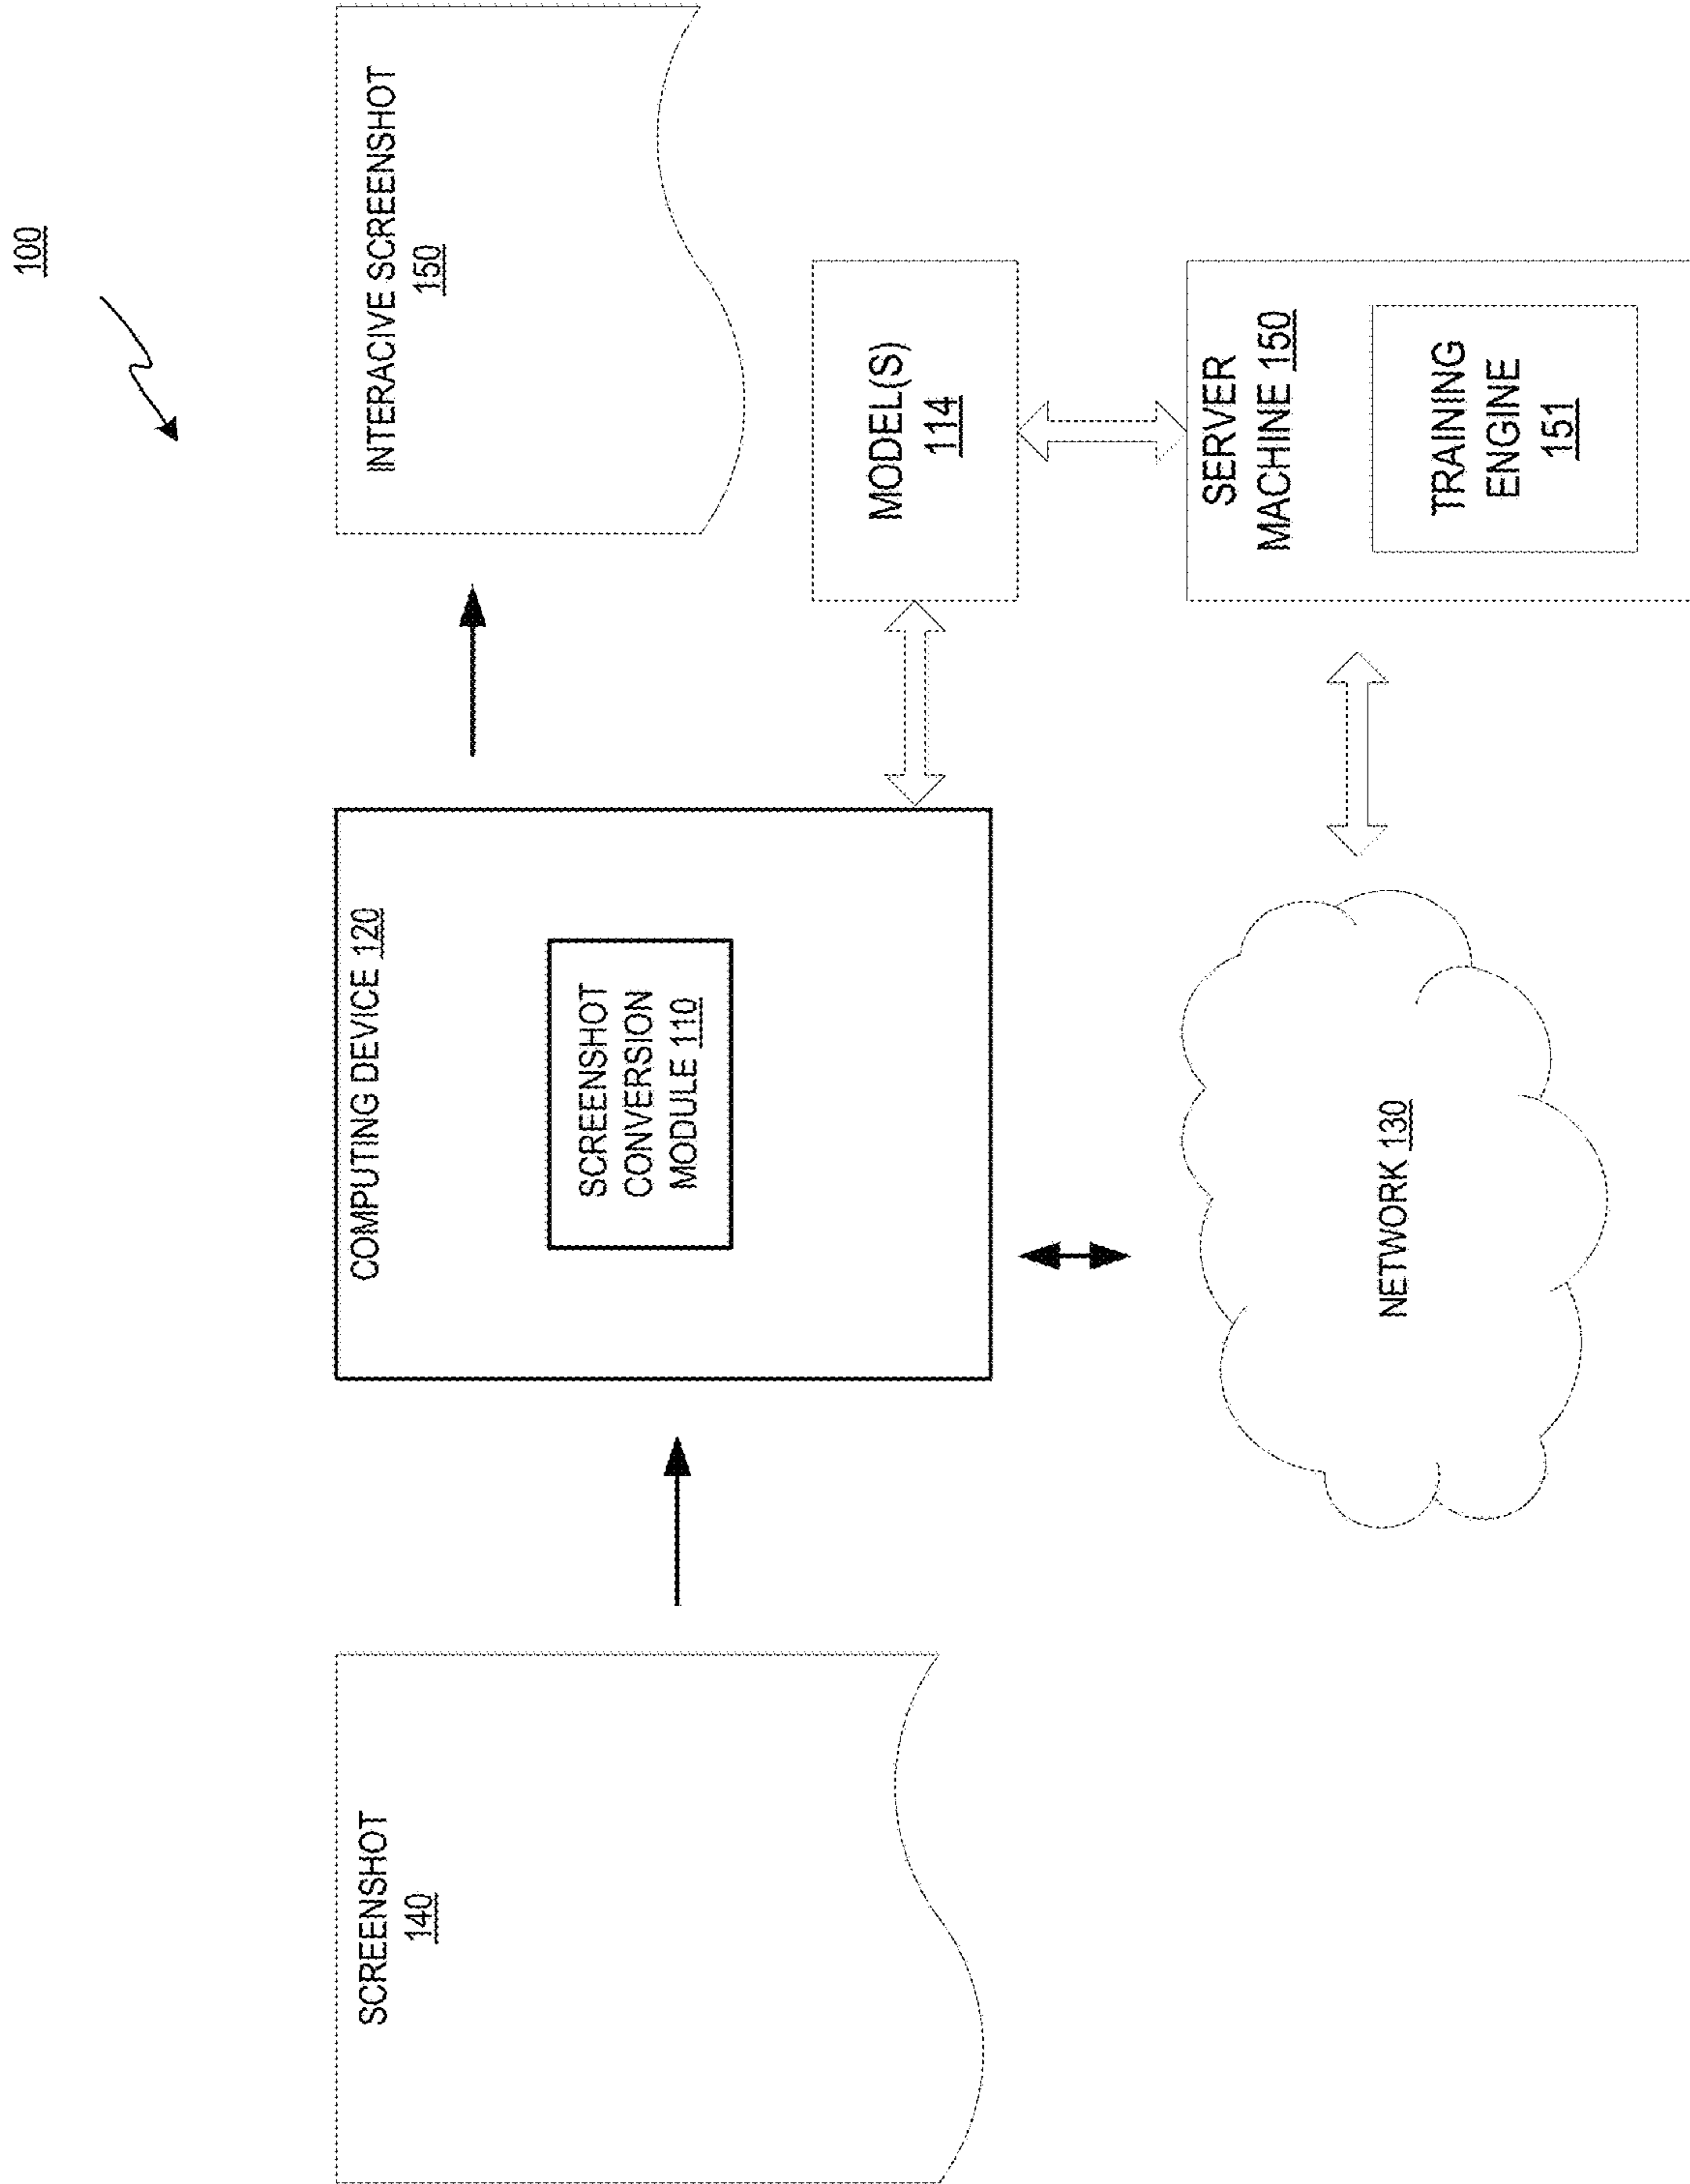 100
SCREENSHOT
140
COMPUTING DEVICE 120
SCREENSHOT
CONVERSION
MODULE 110
INTERACIVE SCREENSHOT
150
MODEL(S)
114
NETWORK 130
SERVER
MACHINE 150
TRAINING
ENGINE
151